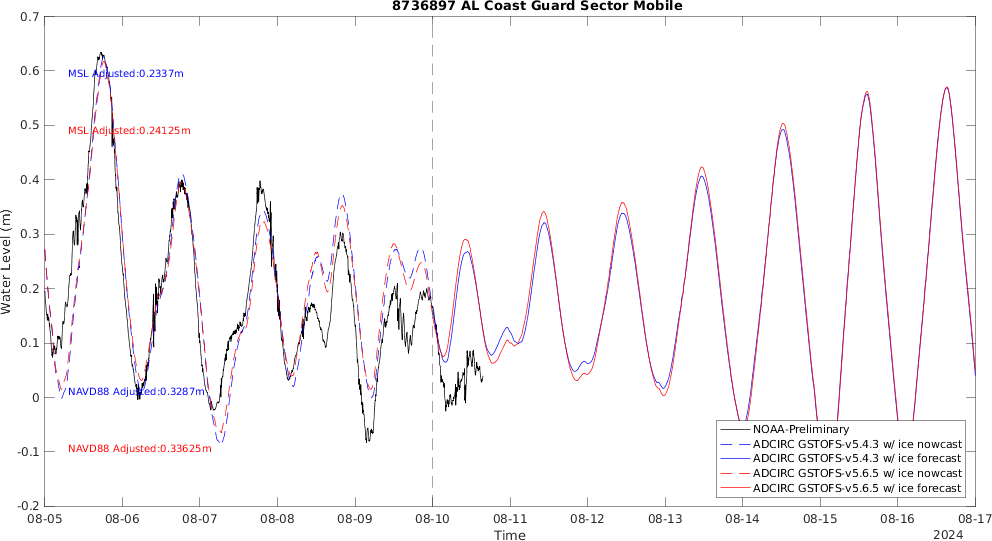 8736897 AL Coast Guard Sector Mobile
0.7
0.6
0.5
0.4
0.3
0.2
0.1
0
-0.1
-0.2
Water Level (m)
MSL Adjusted:0.2337m
MSL Adjusted:0.24125m
NAVD88 Adjusted:0.3287m
NAVD88 Adjusted:0.33625m
NOAA-Preliminary
ADCIRC GSTOFS-v5.4.3 w/ ice nowcast
ADCIRC GSTOFS-v5.4.3 w/ ice forecast
ADCIRC GSTOFS-v5.6.5 w/ ice nowcast
ADCIRC GSTOFS-v5.6.5 w/ ice forecast
08-05 08-06 08-07 08-08 08-09 08-10 08-11 08-12 08-13 08-14 08-15 08-16 08-17
Time
2024